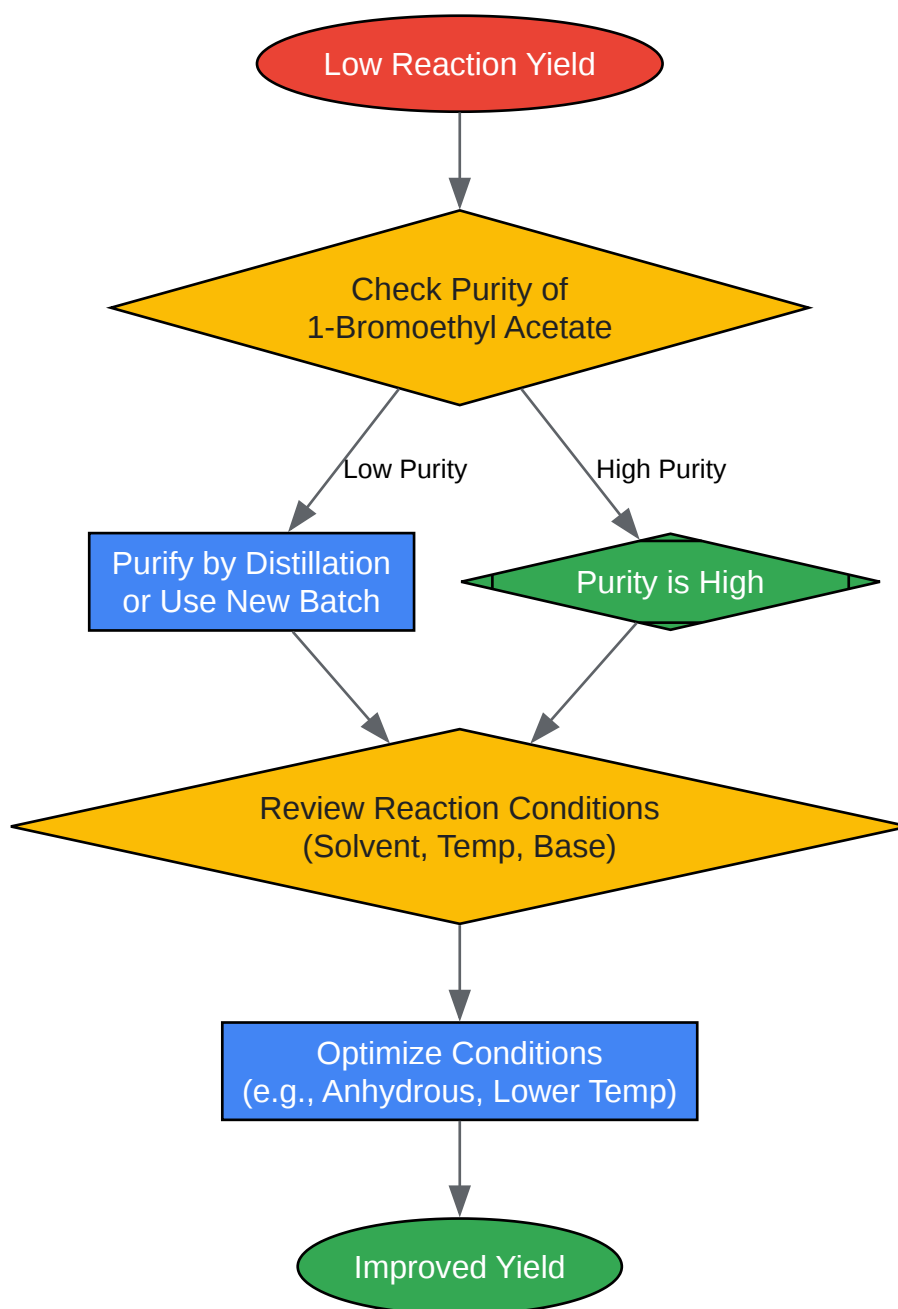 Low Reaction Yield
Check Purity of
1-Bromoethyl Acetate
Low Purity
High Purity
Purify by Distillation
or Use New Batch
Purity is High
Review Reaction Conditions
(Solvent, Temp, Base)
Optimize Conditions
(e.g., Anhydrous, Lower Temp)
Improved Yield